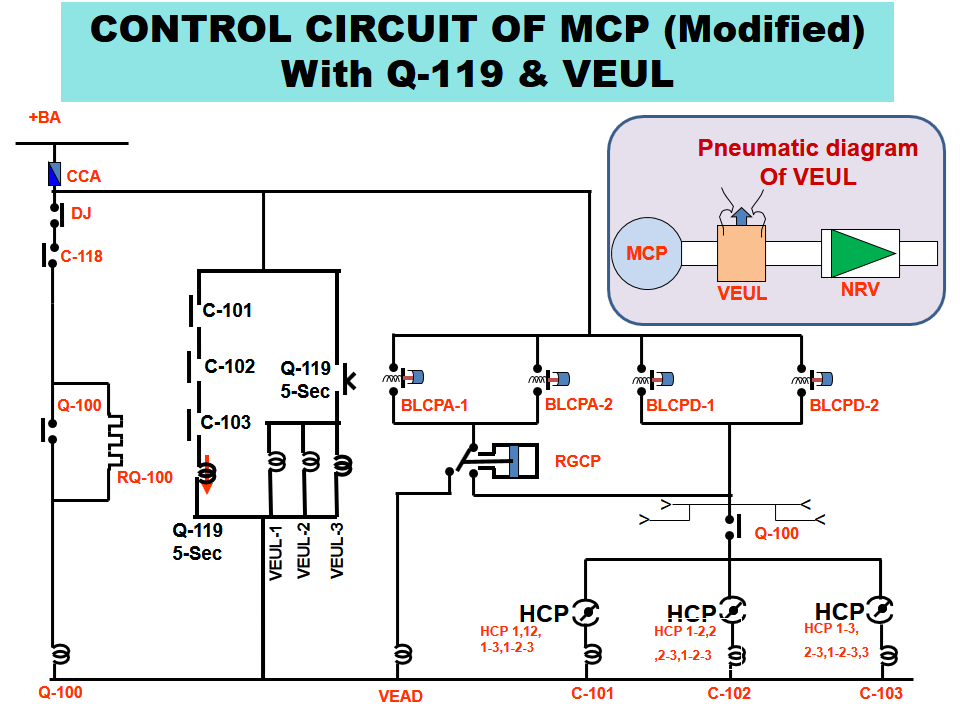 CONTROL CIRCUIT OF MCP (Modified)
With Q-119 & VEUL
+BA
CCA
DJ
C-118
Pneumatic diagram
Of VEUL
MCP
VEUL
NRV
C-101
C-102
C-103
Q-119
5-Sec
Q-119
5-Sec
VEUL-1
VEUL-2
VEUL-3
Q-100
RQ-100
BLCPA-1
BLCPA-2
BLCPD-1
BLCPD-2
RGCP
Q-100
HCP
HCP 1,12,
1-3,1-2-3
HCP
HCP 1-2,2
,2-3,1-2-3
HCP
HCP 1-3,
2-3,1-2-3,3
Q-100
VEAD
C-101
C-102
C-103